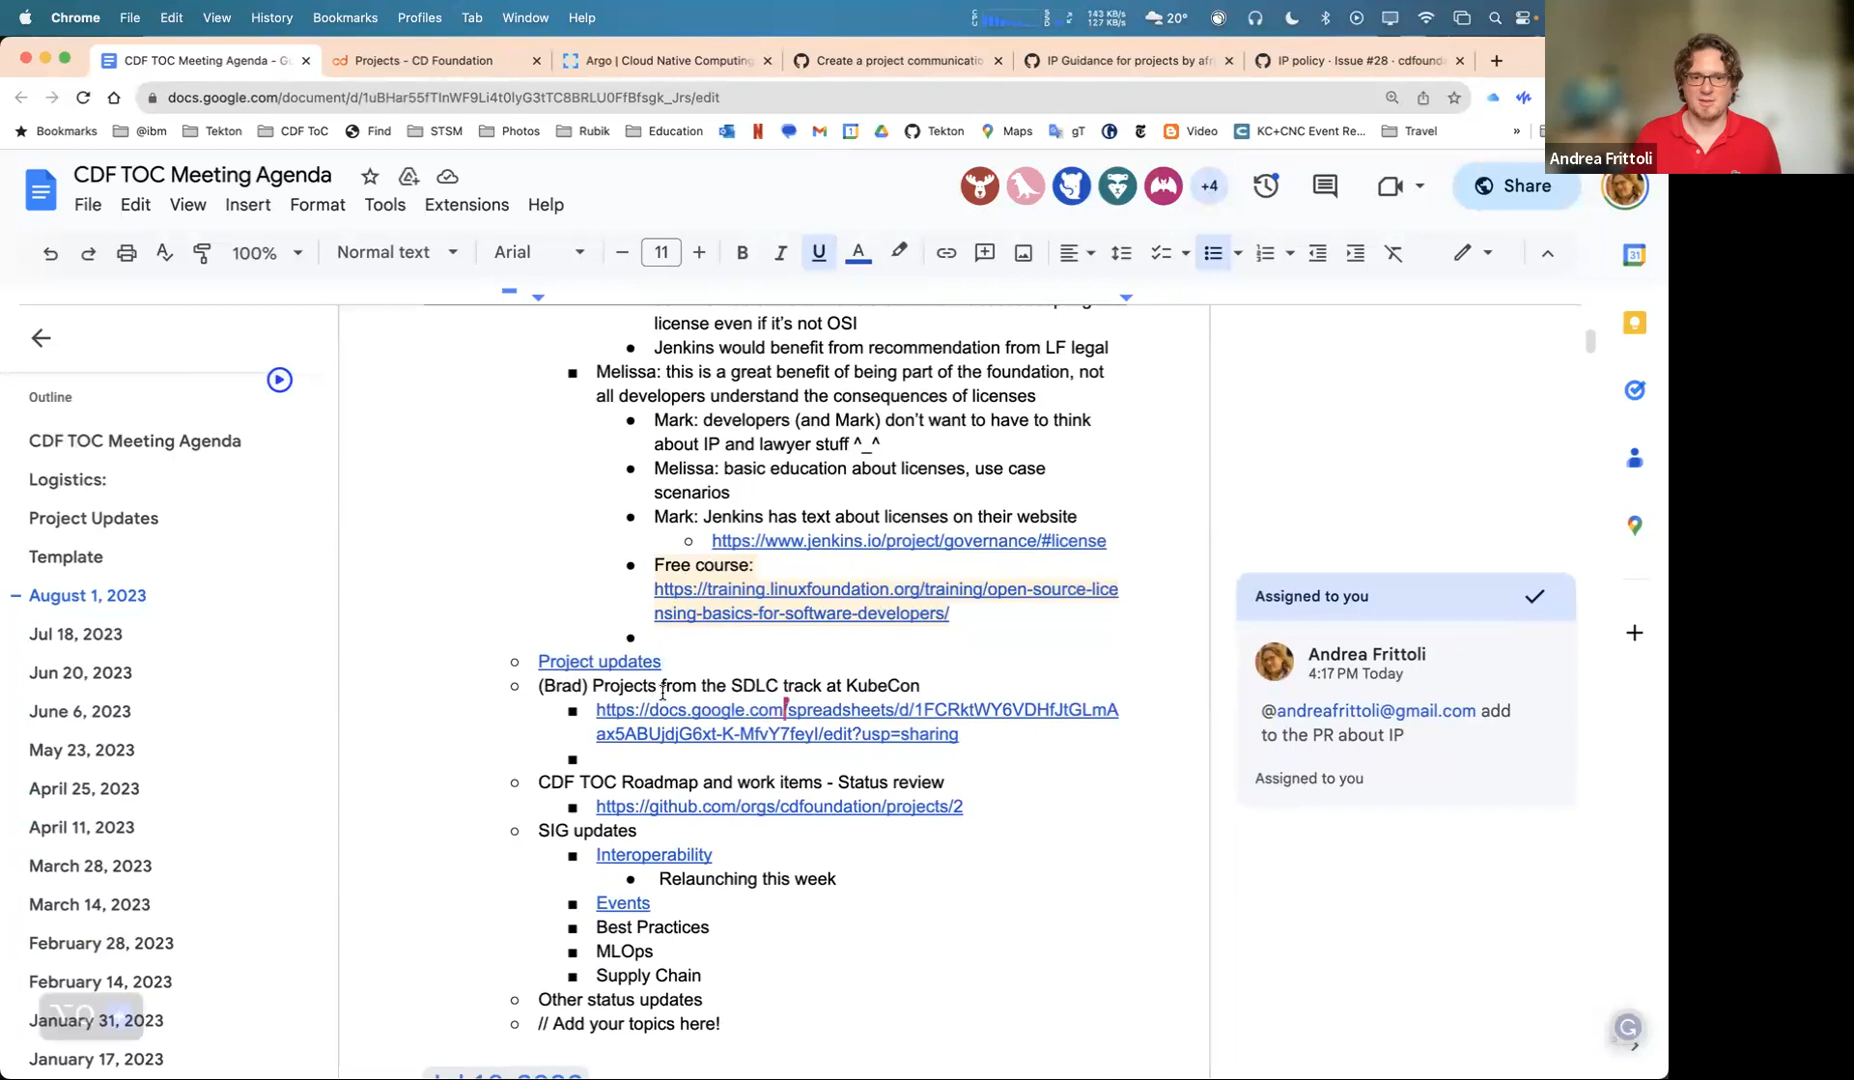 Chrome File Edit View History Bookmarks Profiles Tab Window Help 143 KB/s 127 KB/s 20°
CDF TOC Meeting Agenda - G
Projects - CD Foundation
Argo | Cloud Native Computing
Create a project communicatio
IP Guidance for projects by afr
IP policy · Issue #28 · cdfounda
docs.google.com/document/d/1uBHar55fTInWF9Li4t0lyG3tTC8BRLU0FfBfsgk_Jrs/edit
Bookmarks @ibm Tekton CDF ToC Find STSM Photos Rubik Education Tekton Maps gT Video KC+CNC Event Re... » Travel
Andrea Frittoli
CDF TOC Meeting Agenda
+4
Share
File Edit View Insert Format Tools Extensions Help
100% Normal text Arial 11
license even if it's not OSI
Jenkins would benefit from recommendation from LF legal
Melissa: this is a great benefit of being part of the foundation, not
all developers understand the consequences of licenses
Mark: developers (and Mark) don't want to have to think
about IP and lawyer stuff ^_^
Melissa: basic education about licenses, use case
scenarios
Mark: Jenkins has text about licenses on their website
https://www.jenkins.io/project/governance/#license
Free course:
https://training.linuxfoundation.org/training/open-source-lice
nsing-basics-for-software-developers/
Project updates
(Brad) Projects from the SDLC track at KubeCon
https://docs.google.com/spreadsheets/d/1FCRktWY6VDHfJtGLmA
ax5ABUjdjG6xt-K-MfvY7feyI/edit?usp=sharing
CDF TOC Roadmap and work items - Status review
https://github.com/orgs/cdfoundation/projects/2
SIG updates
Interoperability
Relaunching this week
Events
Best Practices
MLOps
Supply Chain
Other status updates
// Add your topics here!
Outline
CDF TOC Meeting Agenda
Logistics:
Project Updates
Template
August 1, 2023
Jul 18, 2023
Jun 20, 2023
June 6, 2023
May 23, 2023
April 25, 2023
April 11, 2023
March 28, 2023
March 14, 2023
February 28, 2023
February 14, 2023
January 31, 2023
January 17, 2023
Assigned to you
Andrea Frittoli
4:17 PM Today
@andreafrittoli@gmail.com add
to the PR about IP
Assigned to you